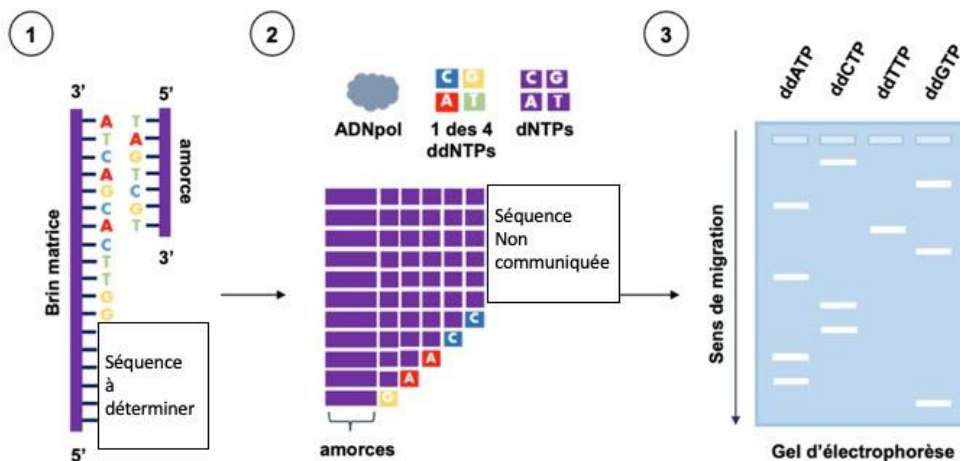 1
3’
5’
A T
T A
C G
A T
G C
C G
A T
C
T
T
G
G
Brin matrice
amorce
3’
Séquence
à
déterminer
5’
2
C G
A T
C G
A T
ADNpol
1 des 4
ddNTPs
dNTPs
Séquence
Non
communiquée
C
C
A
A
G
amorces
3
ddATP
ddCTP
ddTTP
ddGTP
Sens de migration
Gel d’électrophorèse